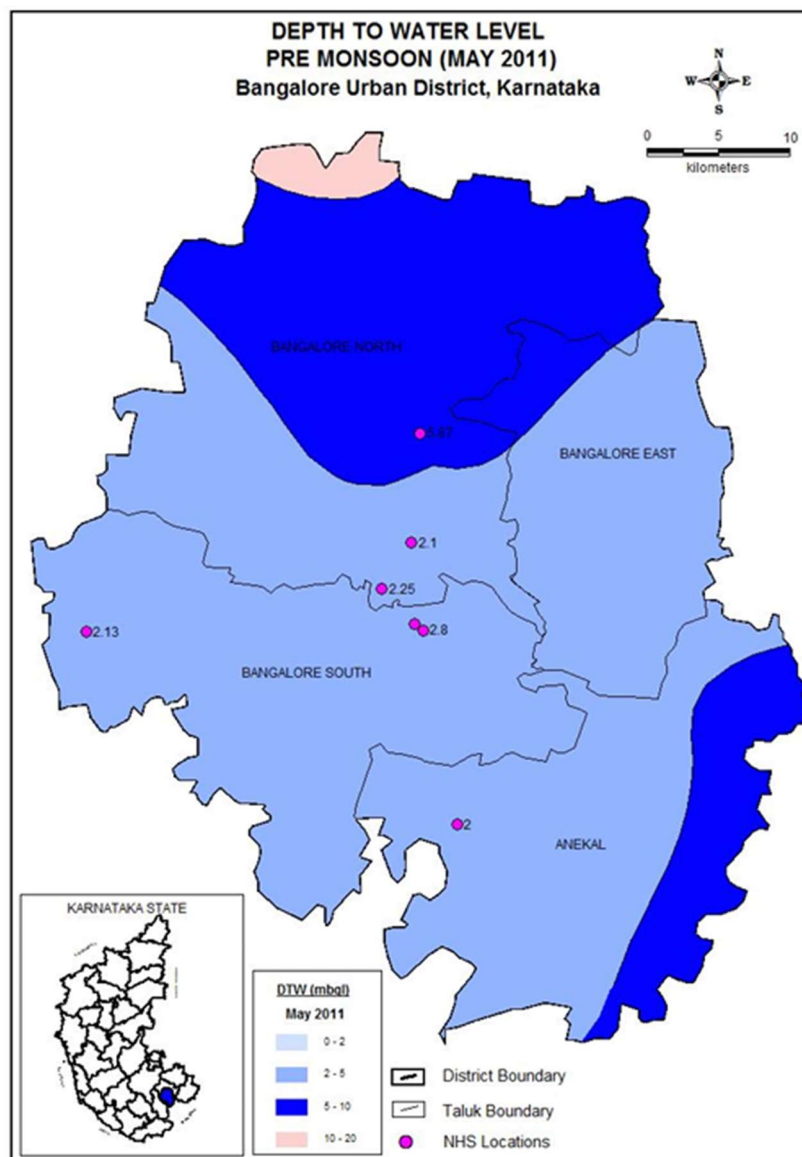 DEPTH TO WATER LEVEL
PRE MONSOON (MAY 2011)
Bangalore Urban District, Karnataka
N
W E
S
0 5 10
kilometers
BANGALORE NORTH
5.87
BANGALORE EAST
2.1
2.25
2.13
2.8
BANGALORE SOUTH
2
ANEKAL
KARNATAKA STATE
DTW (mbgl)
May 2011
0 - 2
2 - 5
5 - 10
10 - 20
District Boundary
Taluk Boundary
NHS Locations